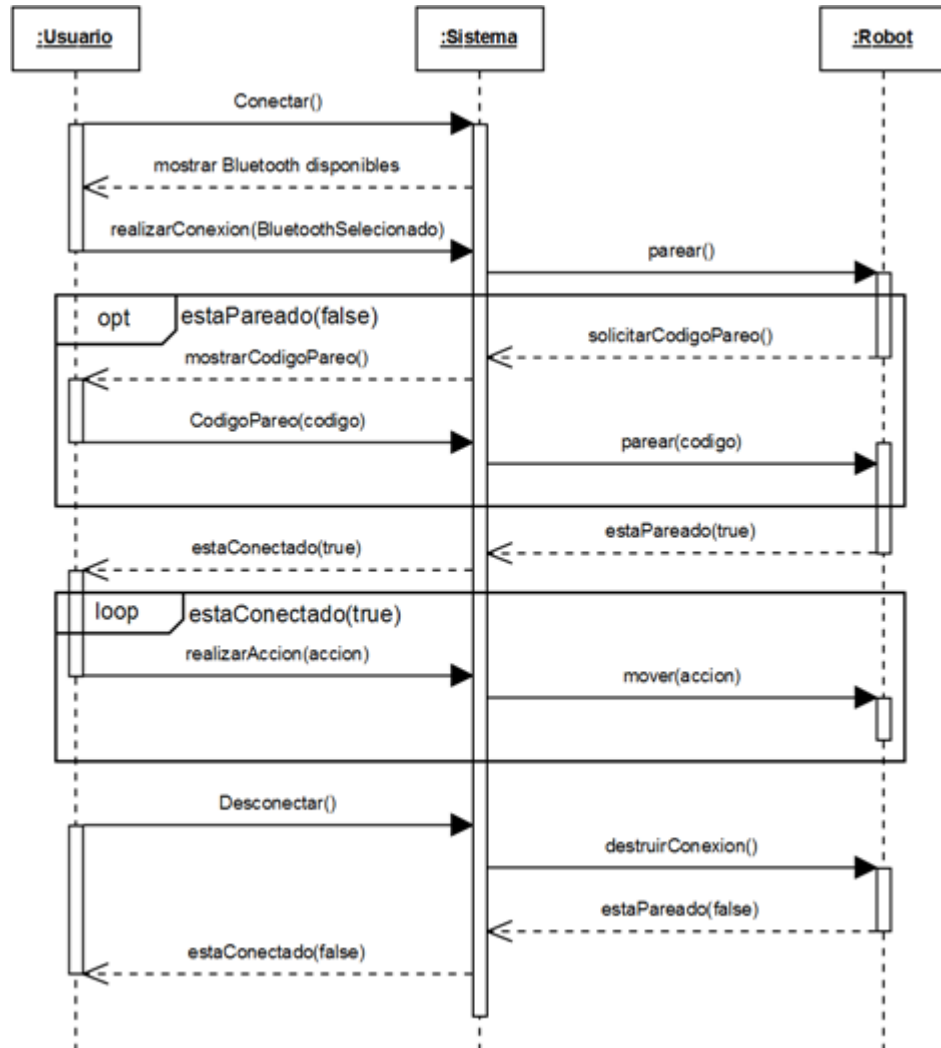 :Usuario
:Sistema
:Robot
Conectar()
mostrar Bluetooth disponibles
realizarConexion(BluetoothSelecionado)
parear()
opt
estaPareado(false)
solicitarCodigoPareo()
mostrarCodigoPareo()
CodigoPareo(codigo)
parear(codigo)
estaPareado(true)
estaConectado(true)
loop
estaConectado(true)
realizarAccion(accion)
mover(accion)
Desconectar()
destruirConexion()
estaPareado(false)
estaConectado(false)